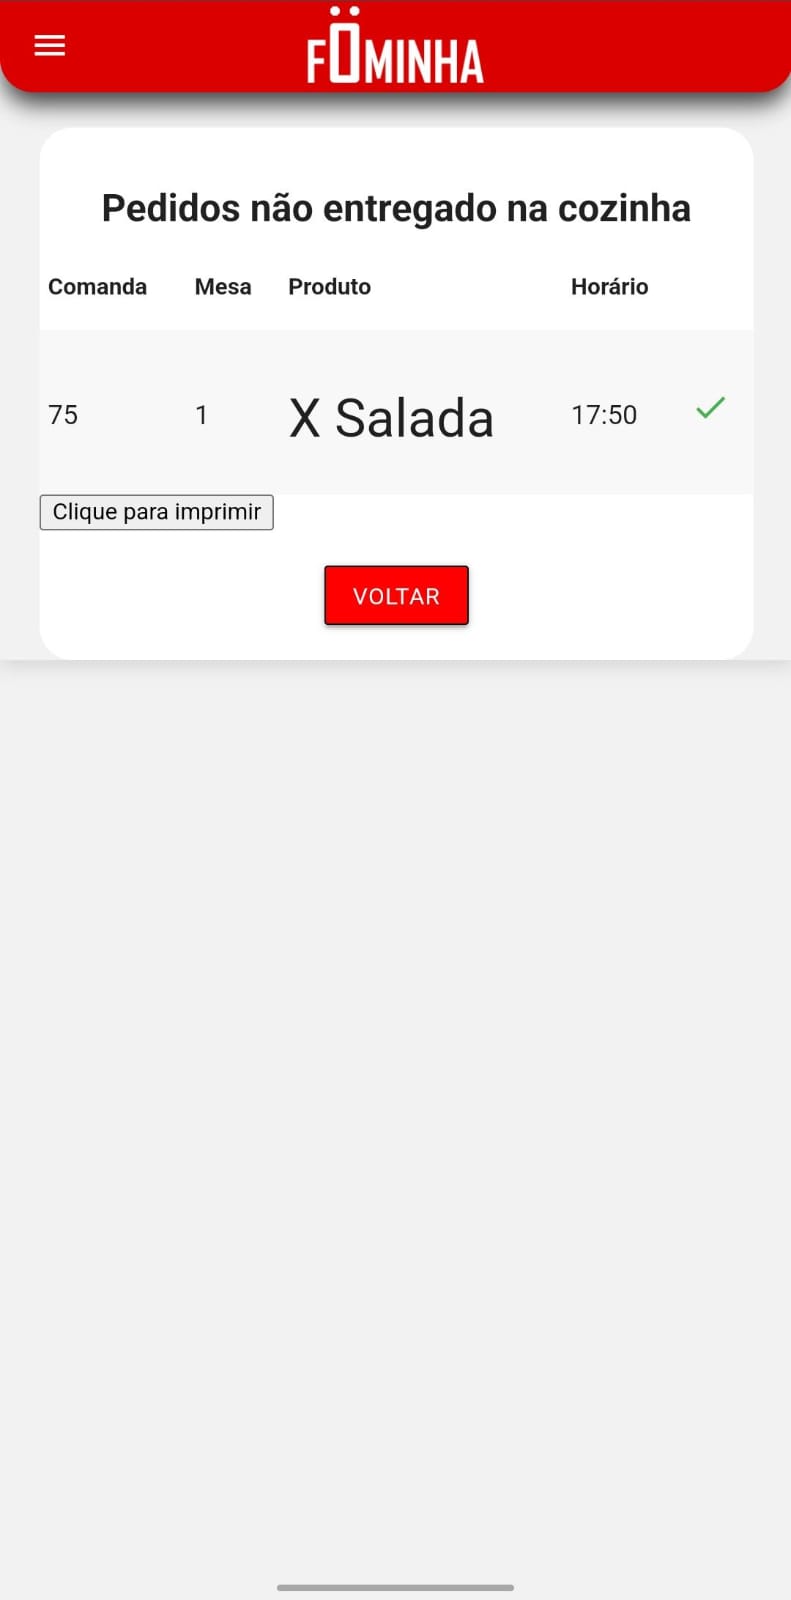 FÖMINHA
Pedidos não entregado na cozinha
Comanda Mesa Produto Horário
75 1 X Salada 17:50
Clique para imprimir
VOLTAR